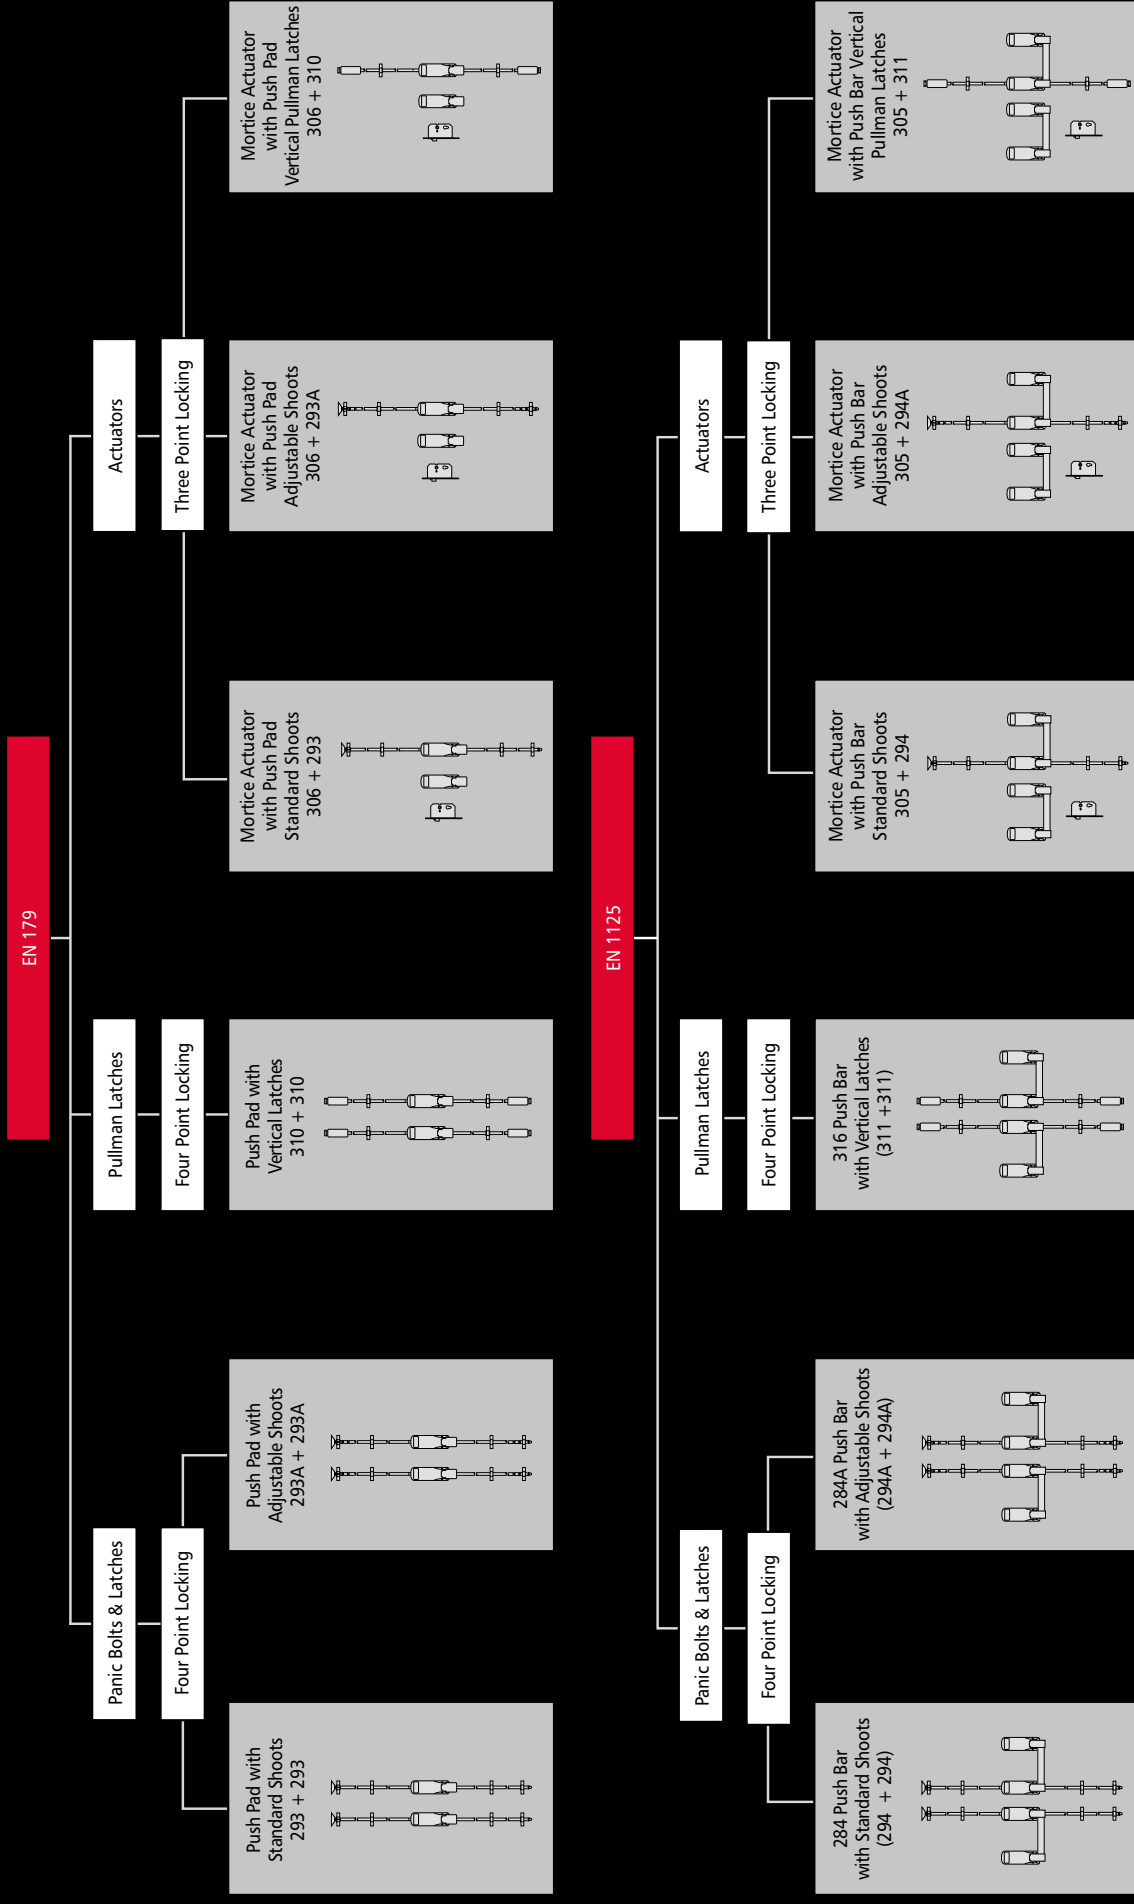 EN 179
Panic Bolts & Latches
Pullman Latches
Actuators
Four Point Locking
Four Point Locking
Three Point Locking
Push Pad with
Standard Shoots
293 + 293
Push Pad with
Adjustable Shoots
293A + 293A
Push Pad with
Vertical Latches
310 + 310
Mortice Actuator
with Push Pad
Standard Shoots
306 + 293
Mortice Actuator
with Push Pad
Adjustable Shoots
306 + 293A
Mortice Actuator
with Push Pad
Vertical Pullman Latches
306 + 310
EN 1125
Panic Bolts & Latches
Pullman Latches
Actuators
Four Point Locking
Four Point Locking
Three Point Locking
284 Push Bar
with Standard Shoots
(294 + 294)
284A Push Bar
with Adjustable Shoots
(294A + 294A)
316 Push Bar
with Vertical Latches
(311 +311)
Mortice Actuator
with Push Bar
Standard Shoots
305 + 294
Mortice Actuator
with Push Bar
Adjustable Shoots
305 + 294A
Mortice Actuator
with Push Bar Vertical
Pullman Latches
305 + 311